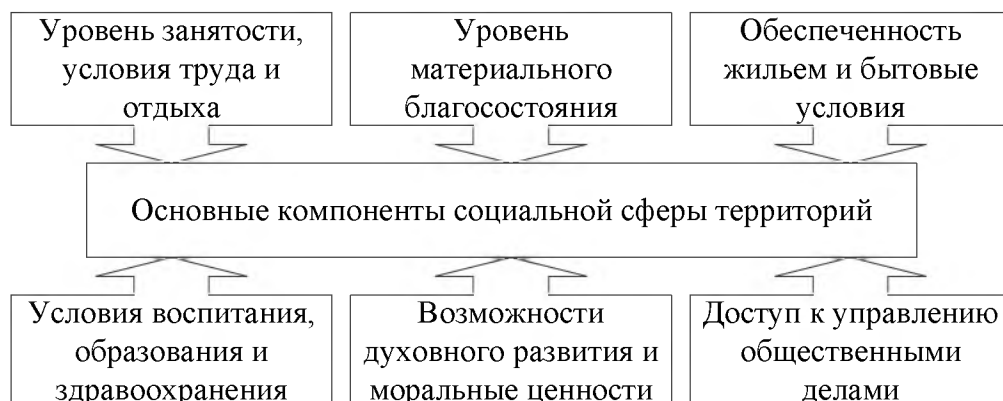 Уровень занятости,
условия труда и
отдыха
Уровень
материального
благосостояния
Обеспеченность
жильем и бытовые
условия
Основные компоненты социальной сферы территорий
Условия воспитания,
образования и
здравоохранения
Возможности
духовного развития и
моральные ценности
Доступ к управлению
общественными
делами